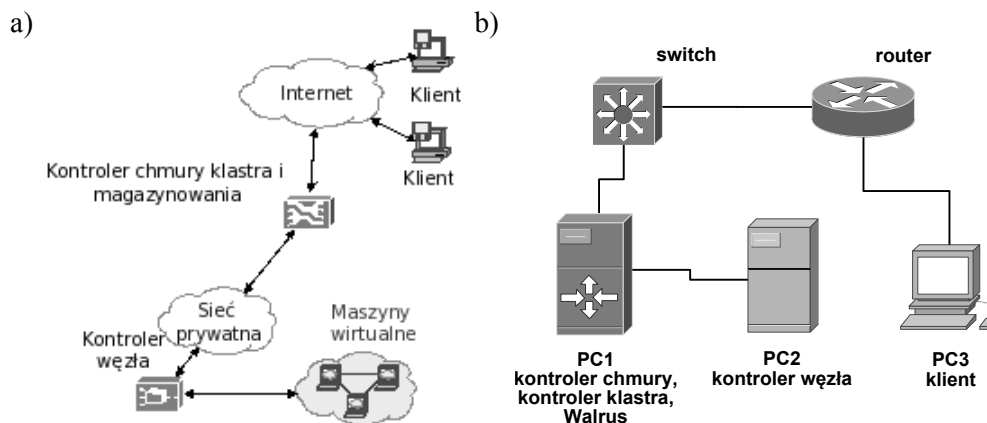 a)
Internet
Klient
Klient
Kontroler chmury klastra i
magazynowania
Sieć
prywatna
Kontroler
węzła
Maszyny
wirtualne
b)
switch
router
PC1
kontroler chmury,
kontroler klastra,
Walrus
PC2
kontroler węzła
PC3
klient